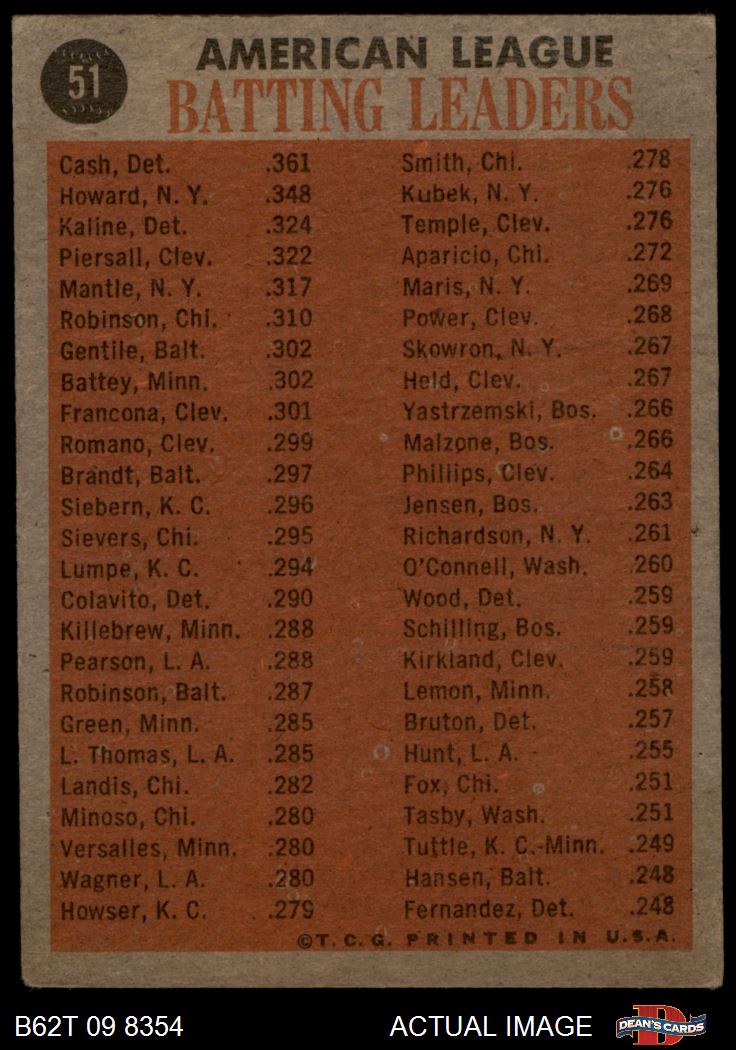 51
AMERICAN LEAGUE
BATTING LEADERS
Cash, Det. .361
Howard, N. Y. .348
Kaline, Det. .324
Piersall, Clev. .322
Mantle, N. Y. .317
Robinson, Chi. .310
Gentile, Balt. .302
Battey, Minn. .302
Francona, Clev. .301
Romano, Clev. .299
Brandt, Balt. .297
Siebern, K. C. .296
Sievers, Chi. .295
Lumpe, K. C. .294
Colavito, Det. .290
Killebrew, Minn. .288
Pearson, L. A. .288
Robinson, Balt. .287
Green, Minn. .285
L. Thomas, L. A. .285
Landis, Chi. .282
Minoso, Chi. .280
Versalles, Minn. .280
Wagner, L. A. .280
Howser, K. C. .279
Smith, Chi. .278
Kubek, N. Y. .276
Temple, Clev. .276
Aparicio, Chi. .272
Maris, N. Y. .269
Power, Clev. .268
Skowron, N. Y. .267
Held, Clev. .267
Yastrzemski, Bos. .266
Malzone, Bos. .266
Phillips, Clev. .264
Jensen, Bos. .263
Richardson, N. Y. .261
O'Connell, Wash. .260
Wood, Det. .259
Schilling, Bos. .259
Kirkland, Clev. .259
Lemon, Minn. .258
Bruton, Det. .257
Hunt, L. A. .255
Fox, Chi. .251
Tasby, Wash. .251
Tuttle, K. C.-Minn. .249
Hansen, Balt. .248
Fernandez, Det. .248
©T. C. G. PRINTED IN U.S.A.
B62T 09 8354 ACTUAL IMAGE
D
DEAN'S CARDS